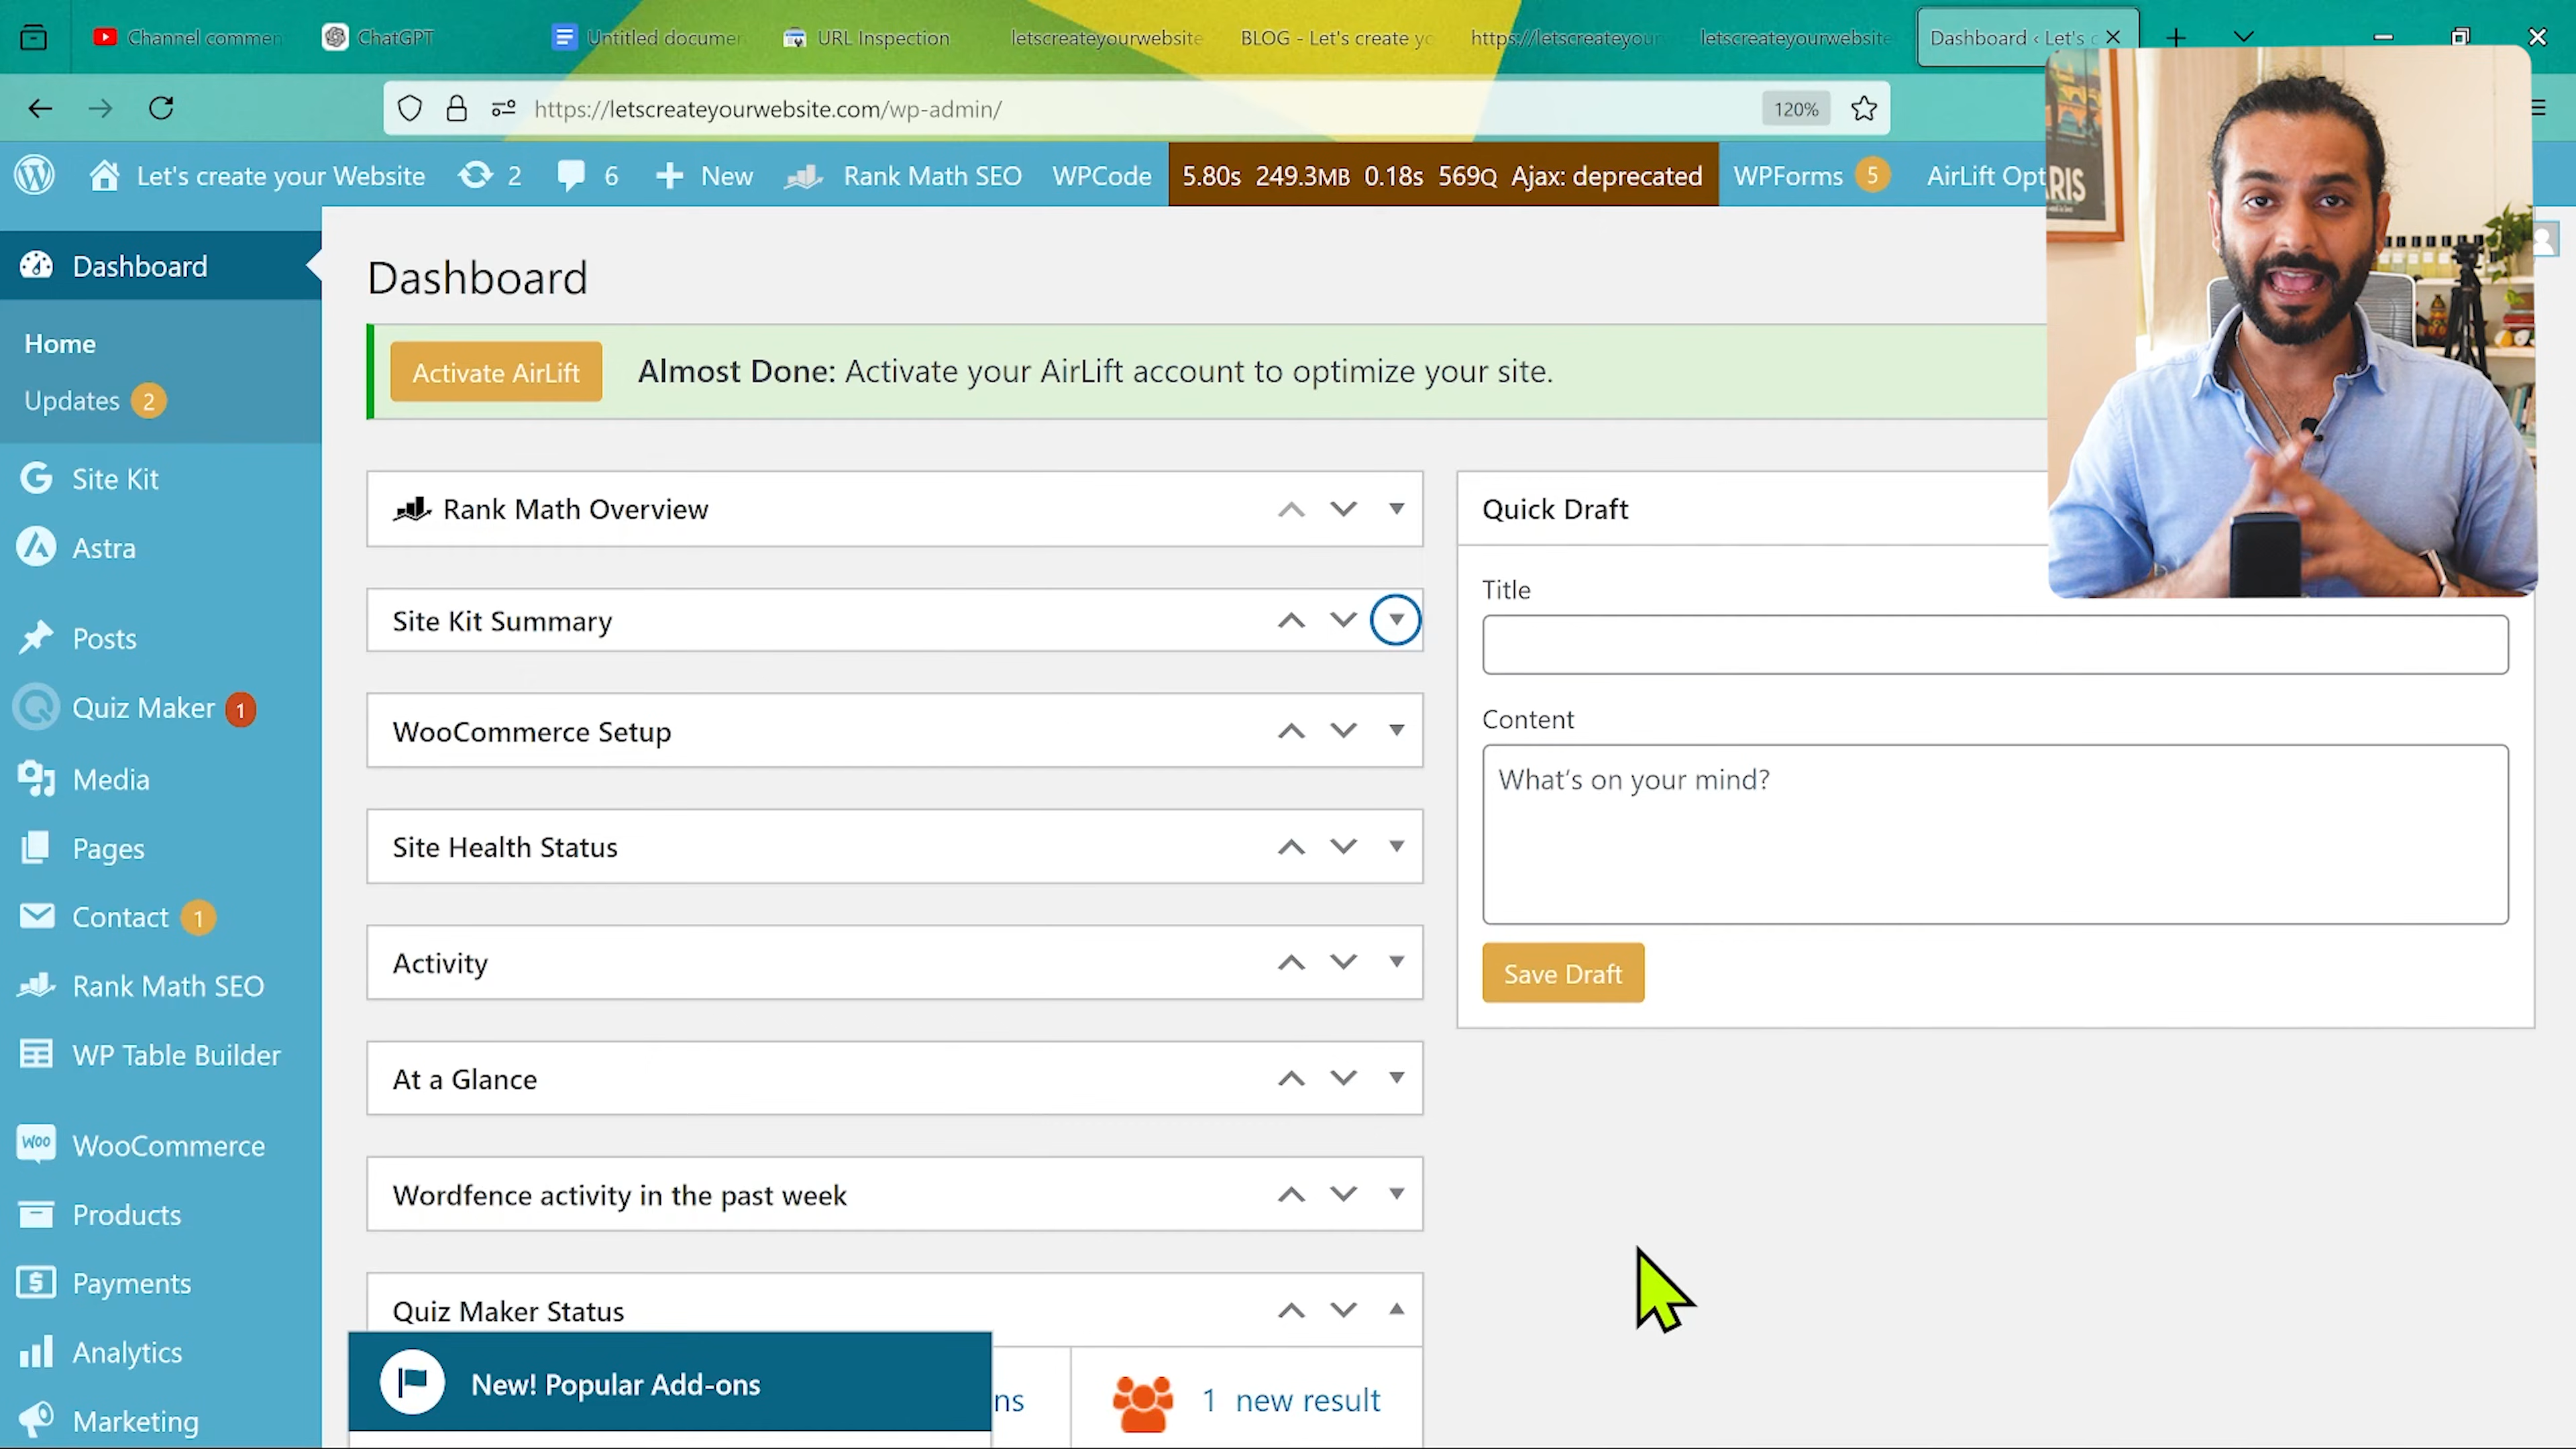 Channel commen
ChatGPT
Untitled documen
URL Inspection
letscreateyourwebsite
BLOG - Let's create yo
https://letscreateyour
letscreateyourwebsite
Dashboard ‹ Let's c
https://letscreateyourwebsite.com/wp-admin/
120%
Let's create your Website
2
6
New
Rank Math SEO
WPCode
5.80s 249.3MB 0.18s 569Q Ajax: deprecated
WPForms 5
AirLift Opt
RIS
Dashboard
Home
Updates 2
Site Kit
Astra
Posts
Quiz Maker 1
Media
Pages
Contact 1
Rank Math SEO
WP Table Builder
WOO
WooCommerce
Products
Payments
Analytics
Marketing
Dashboard
Activate AirLift
Almost Done: Activate your AirLift account to optimize your site.
Rank Math Overview
Site Kit Summary
WooCommerce Setup
Site Health Status
Activity
At a Glance
Wordfence activity in the past week
Quiz Maker Status
New! Popular Add-ons
ns
1 new result
Quick Draft
Title
Content
What's on your mind?
Save Draft